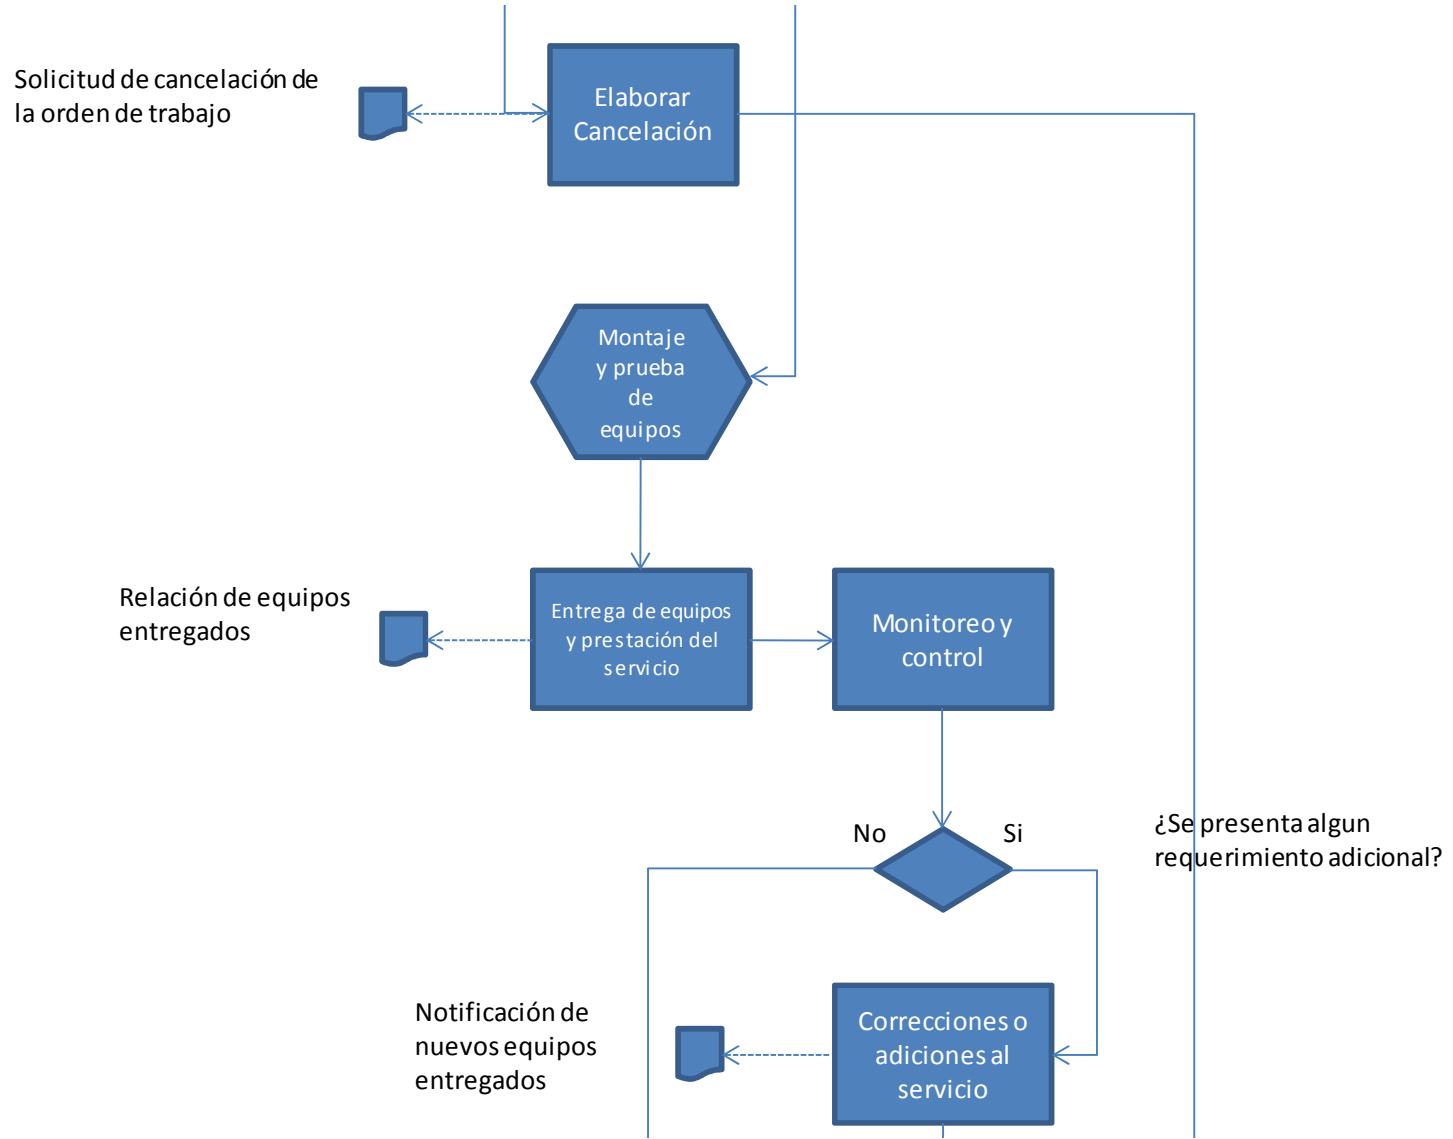 Solicitud de cancelación de
la orden de trabajo
Elaborar
Cancelación
Montaje
y prueba
de
equipos
Relación de equipos
entregados
Entrega de equipos
y prestación del
servicio
Monitoreo y
control
No
Si
¿Se presenta algun
requerimiento adicional?
Notificación de
nuevos equipos
entregados
Correcciones o
adiciones al
servicio